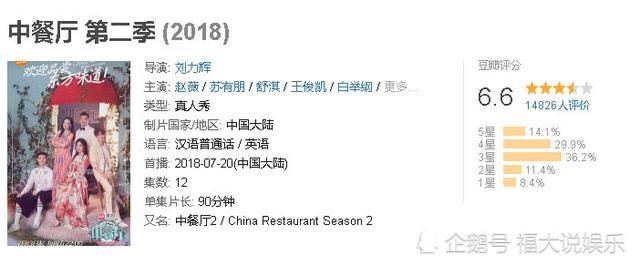 中餐厅 第二季 (2018)
欢迎品尝
东方味道！
导演: 刘力辉
主演: 赵薇 / 苏有朋 / 舒淇 / 王俊凯 / 白举纲 / 更多...
类型: 真人秀
制片国家/地区: 中国大陆
语言: 汉语普通话 / 英语
首播: 2018-07-20(中国大陆)
集数: 12
单集片长: 90分钟
又名: 中餐厅2 / China Restaurant Season 2
豆瓣评分
6.6
14826人评价
5星 14.1%
4星 29.9%
3星 36.2%
2星 11.4%
1星 8.4%
中餐厅
企鹅号 福大说娱乐